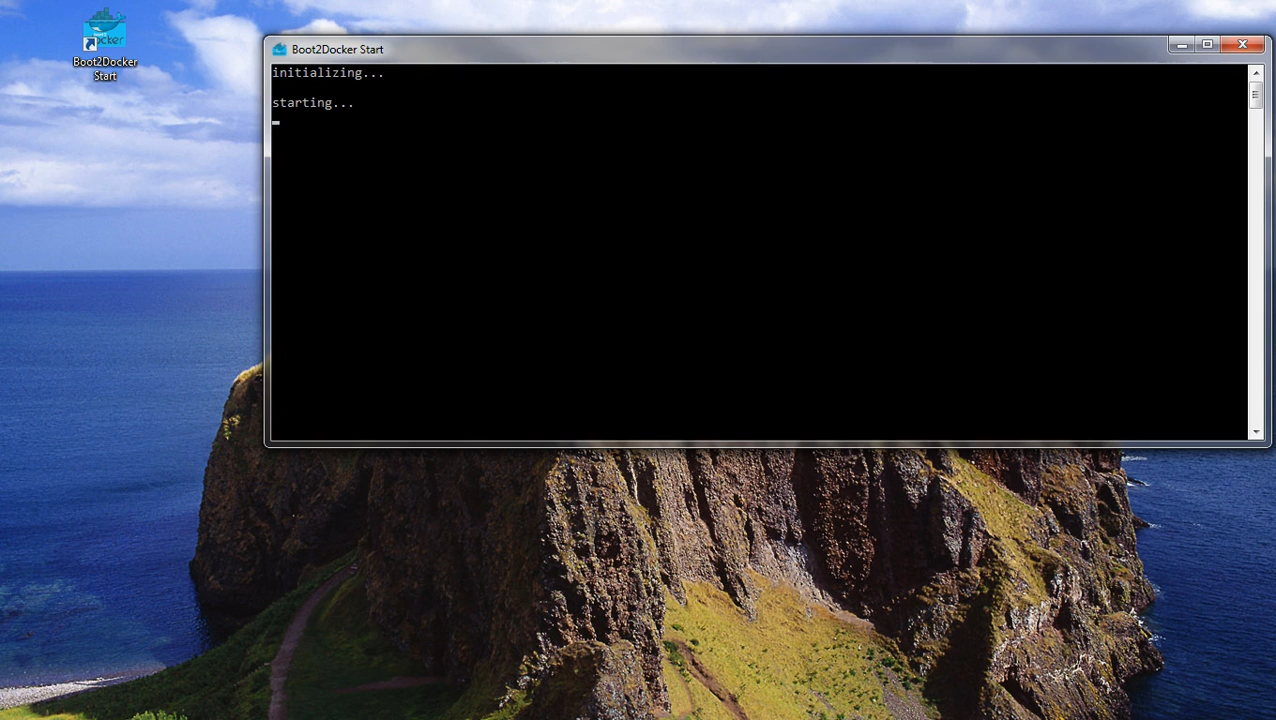 Boot2Docker
Start
Boot2Docker Start
initializing...
starting...